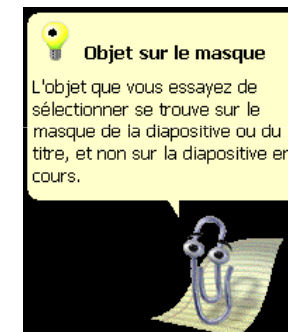 Objet sur le masque
L'objet que vous essayez de
sélectionner se trouve sur le
masque de la diapositive ou du
titre, et non sur la diapositive en
cours.